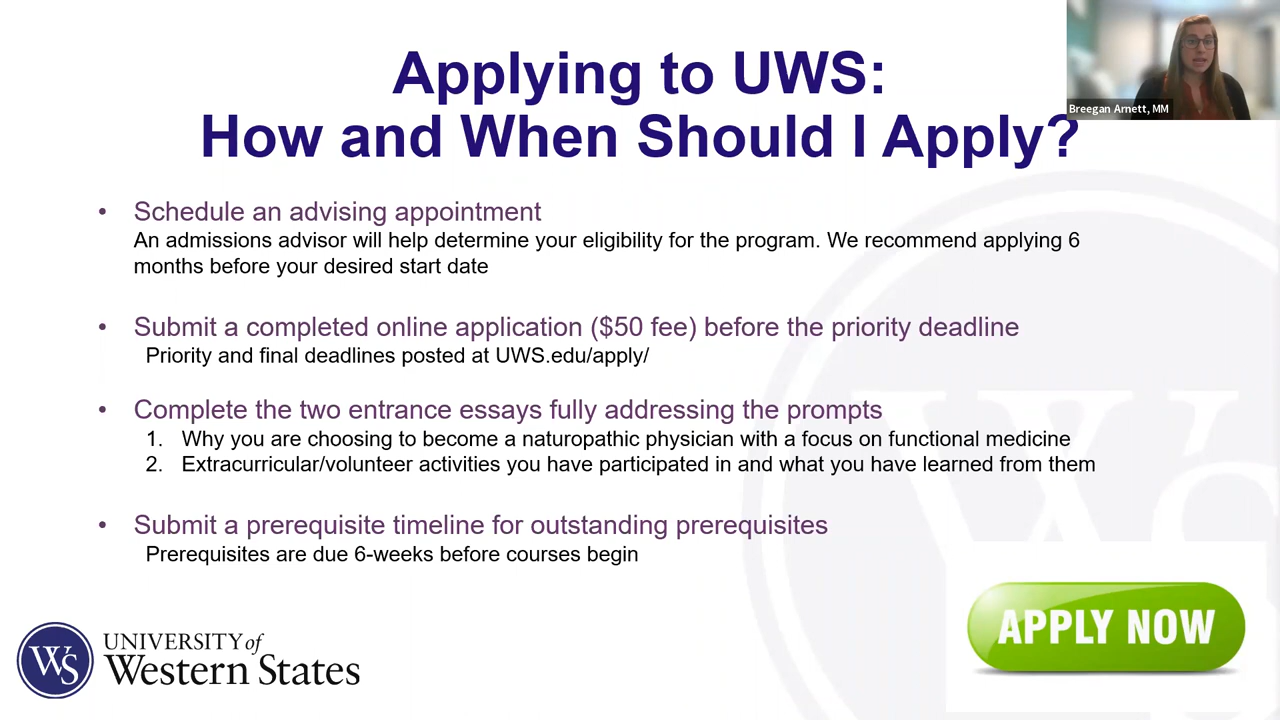 Applying to UWS:
How and When Should I Apply?
Breegan Arnett, MM
• Schedule an advising appointment
An admissions advisor will help determine your eligibility for the program. We recommend applying 6
months before your desired start date
• Submit a completed online application ($50 fee) before the priority deadline
Priority and final deadlines posted at UWS.edu/apply/
• Complete the two entrance essays fully addressing the prompts
1. Why you are choosing to become a naturopathic physician with a focus on functional medicine
2. Extracurricular/volunteer activities you have participated in and what you have learned from them
• Submit a prerequisite timeline for outstanding prerequisites
Prerequisites are due 6-weeks before courses begin
WS
UNIVERSITY of
Western States
APPLY NOW